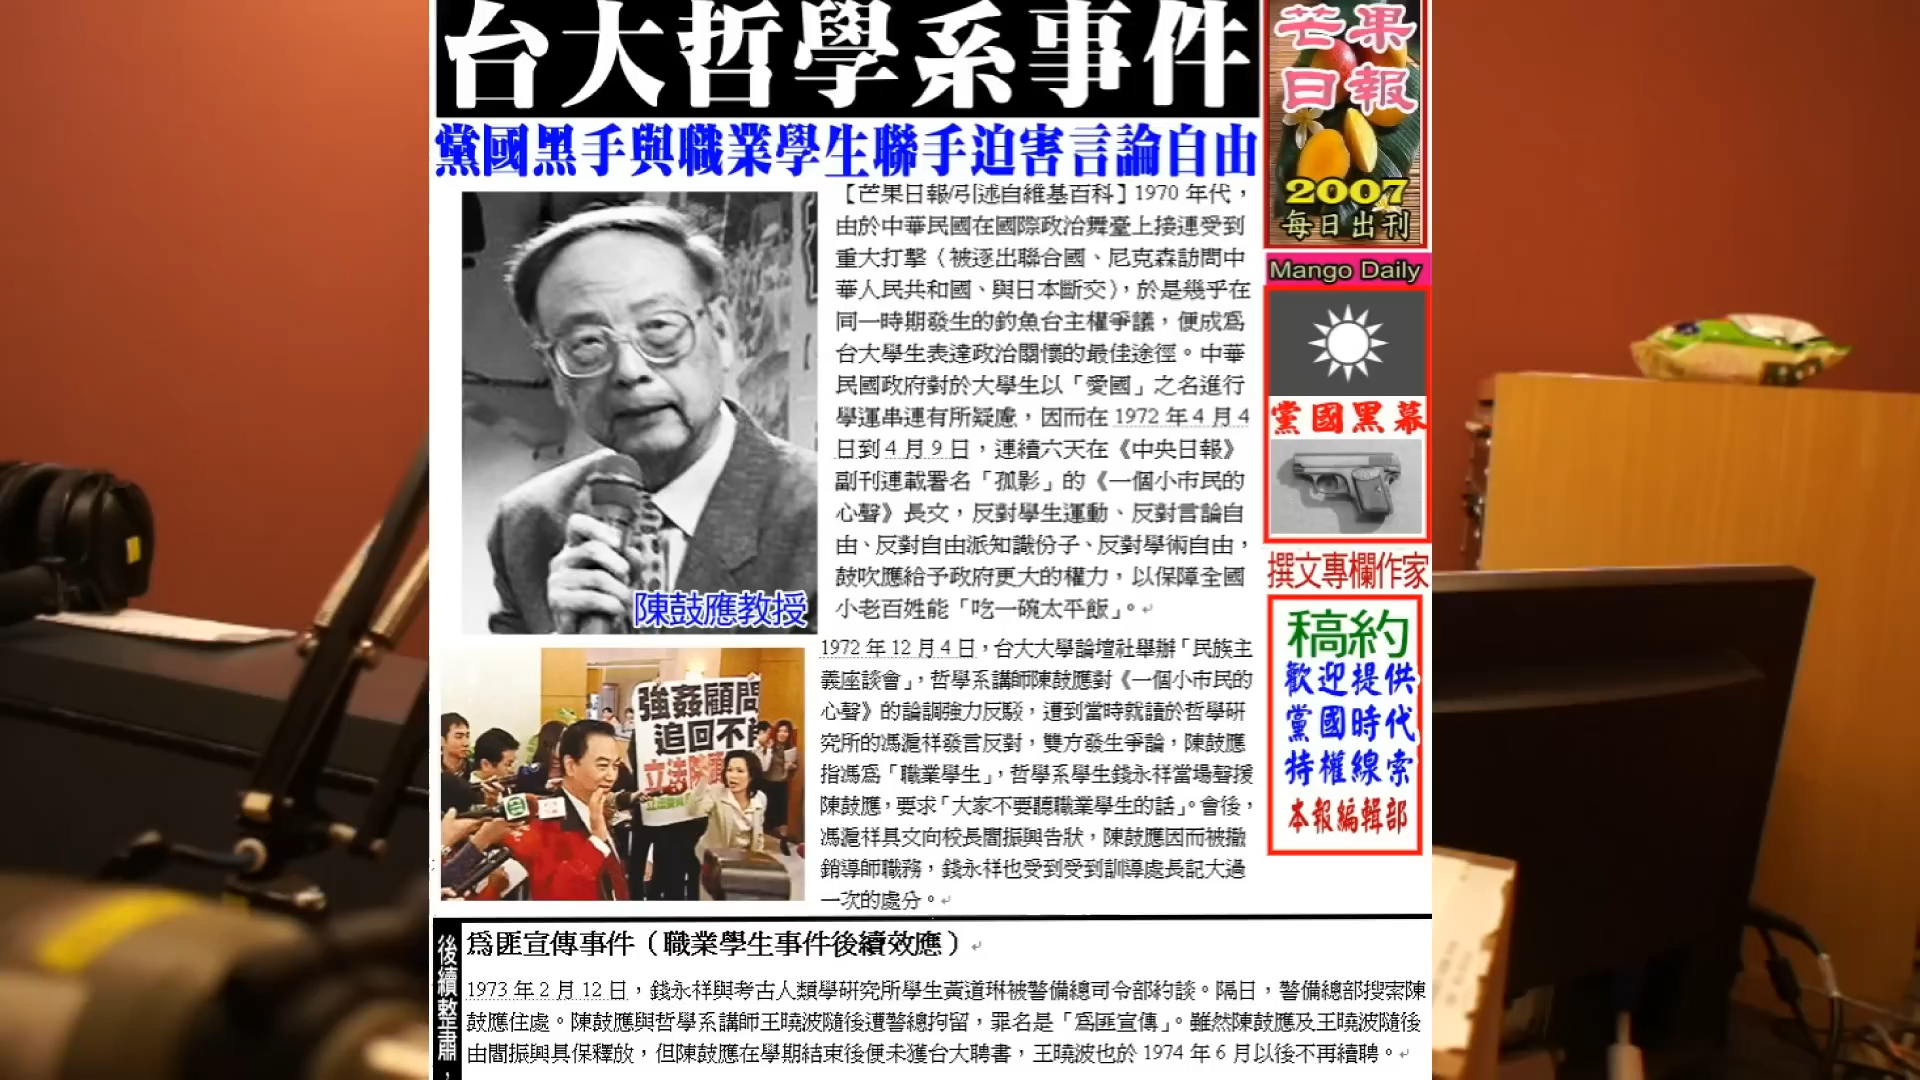 台大哲學系事件
黨國黑手與職業學生聯手迫害言論自由
【芒果日報/引述自維基百科】1970 年代，
由於中華民國在國際政治舞臺上接連受到
重大打擊（被逐出聯合國、尼克森訪問中
華人民共和國、與日本斷交），於是幾乎在
同一時期發生的釣魚台主權爭議，便成為
台大學生表達政治關懷的最佳途徑。中華
民國政府對於大學生以「愛國」之名進行
學運串連有所疑慮，因而在 1972 年 4 月 4
日到 4 月 9 日，連續六天在《中央日報》
副刊連載署名「孤影」的《一個小市民的
心聲》長文，反對學生運動、反對言論自
由、反對自由派知識份子、反對學術自由，
鼓吹應給予政府更大的權力，以保障全國
小老百姓能「吃一碗太平飯」。
陳鼓應教授
1972 年 12 月 4 日，台大大學論壇社舉辦「民族主
義座談會」，哲學系講師陳鼓應對《一個小市民的
心聲》的論調強力反駁，遭到當時就讀於哲學研
究所的馮滬祥發言反對，雙方發生爭論，陳鼓應
指馮為「職業學生」，哲學系學生錢永祥當場聲援
陳鼓應，要求「大家不要聽職業學生的話」。會後，
馮滬祥具文向校長閻振興告狀，陳鼓應因而被撤
銷導師職務，錢永祥也受到受到訓導處長記大過
一次的處分。
強姦顧問
追回不
立法院
後續整肅，
為匪宣傳事件（職業學生事件後續效應）
1973 年 2 月 12 日，錢永祥與考古人類學研究所學生黃道琳被警備總司令部約談。隔日，警備總部搜索陳
鼓應住處。陳鼓應與哲學系講師王曉波隨後遭警總拘留，罪名是「為匪宣傳」。雖然陳鼓應及王曉波隨後
由閻振興具保釋放，但陳鼓應在學期結束後便未獲台大聘書，王曉波也於 1974 年 6 月以後不再續聘。
芒果
日報
2007
每日出刊
Mango Daily
黨國黑幕
撰文專欄作家
稿約
歡迎提供
黨國時代
特權線索
本報編輯部